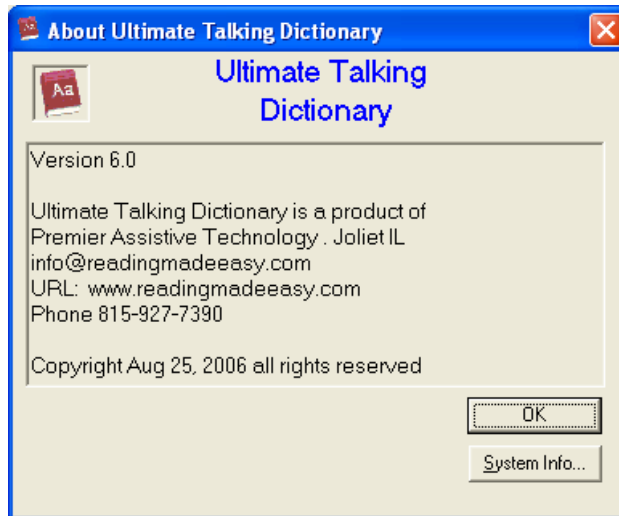 About Ultimate Talking Dictionary
Aa
Ultimate Talking
Dictionary
Version 6.0
Ultimate Talking Dictionary is a product of
Premier Assistive Technology . Joliet IL
info@readingmadeeasy.com
URL: www.readingmadeeasy.com
Phone 815-927-7390
Copyright Aug 25, 2006 all rights reserved
OK
System Info...